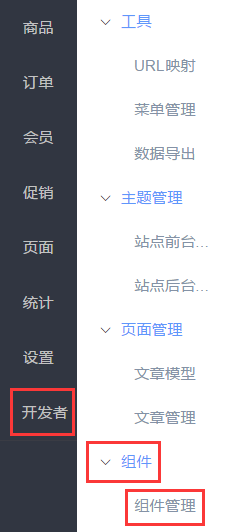 商品
订单
会员
促销
页面
统计
设置
开发者
工具
URL映射
菜单管理
数据导出
主题管理
站点前台...
站点后台...
页面管理
文章模型
文章管理
组件
组件管理